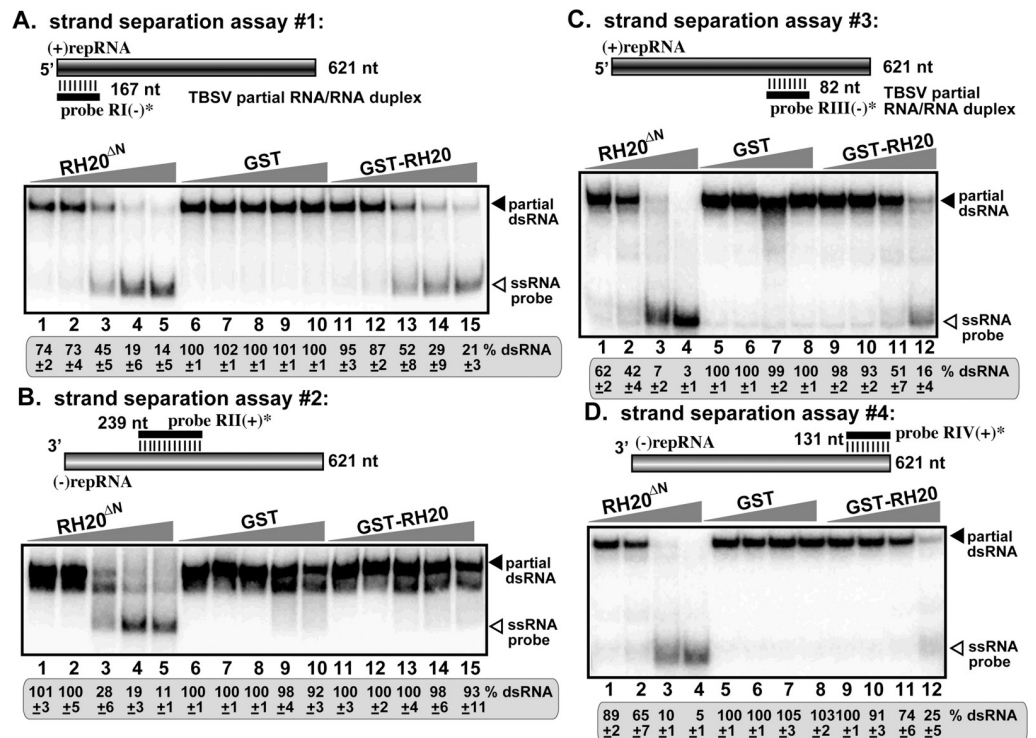 A. strand separation assay #1:
(+)repRNA
5’
621 nt
167 nt
probe RI(-)*
TBSV partial RNA/RNA duplex
RH20ΔN GST GST-RH20
partial
dsRNA
ssRNA
probe
1 2 3 4 5 6 7 8 9 10 11 12 13 14 15
74 73 45 19 14 100 102 100 101 100 95 87 52 29 21 % dsRNA
±2 ±4 ±5 ±6 ±5 ±1 ±1 ±1 ±1 ±1 ±3 ±2 ±8 ±9 ±3
B. strand separation assay #2:
239 nt probe RII(+)*
3’
621 nt
(-)repRNA
RH20ΔN GST GST-RH20
partial
dsRNA
ssRNA
probe
1 2 3 4 5 6 7 8 9 10 11 12 13 14 15
101 100 28 19 11 100 100 100 98 92 100 100 100 98 93 % dsRNA
±3 ±5 ±6 ±3 ±1 ±1 ±1 ±1 ±4 ±3 ±3 ±2 ±4 ±6 ±11
C. strand separation assay #3:
(+)repRNA
5’
621 nt
82 nt
probe RIII(-)*
TBSV partial
RNA/RNA duplex
RH20ΔN GST GST-RH20
partial
dsRNA
ssRNA
probe
1 2 3 4 5 6 7 8 9 10 11 12
62 42 7 3 100 100 99 100 98 93 51 16 % dsRNA
±2 ±4 ±2 ±1 ±1 ±1 ±2 ±1 ±2 ±2 ±7 ±4
D. strand separation assay #4:
131 nt probe RIV(+)*
3’ (-)repRNA
621 nt
RH20ΔN GST GST-RH20
partial
dsRNA
ssRNA
probe
1 2 3 4 5 6 7 8 9 10 11 12
89 65 10 5 100 100 105 103 100 91 74 25 % dsRNA
±2 ±7 ±1 ±1 ±1 ±1 ±3 ±2 ±1 ±3 ±6 ±5